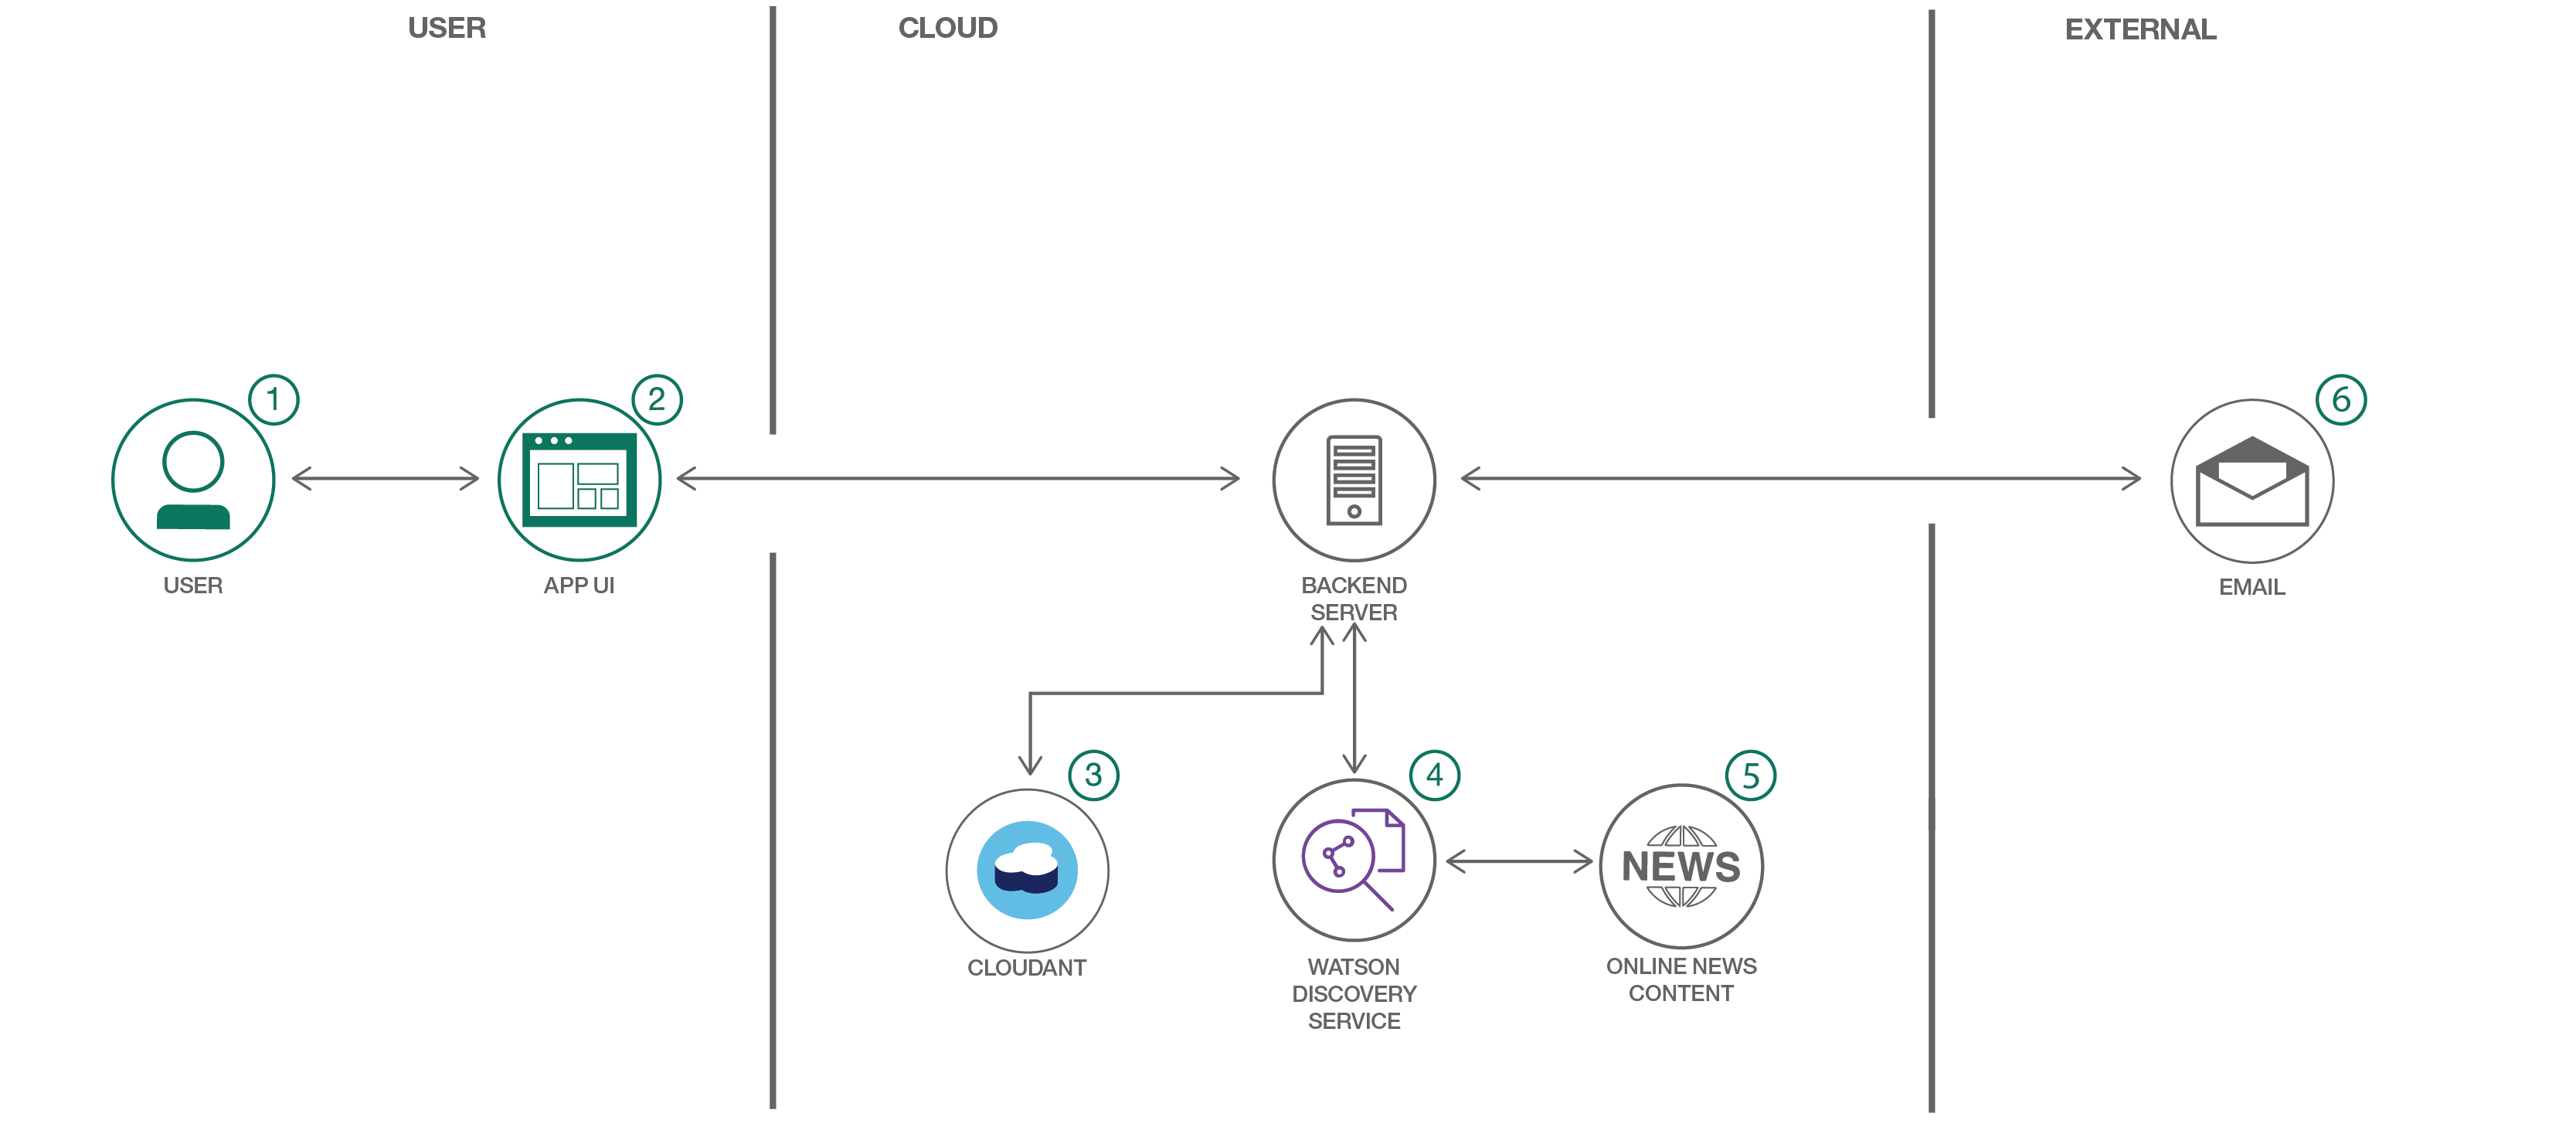 USER
CLOUD
EXTERNAL
1
2
6
USER
APP UI
BACKEND
SERVER
EMAIL
3
4
5
NEWS
CLOUDANT
WATSON
DISCOVERY
SERVICE
ONLINE NEWS
CONTENT